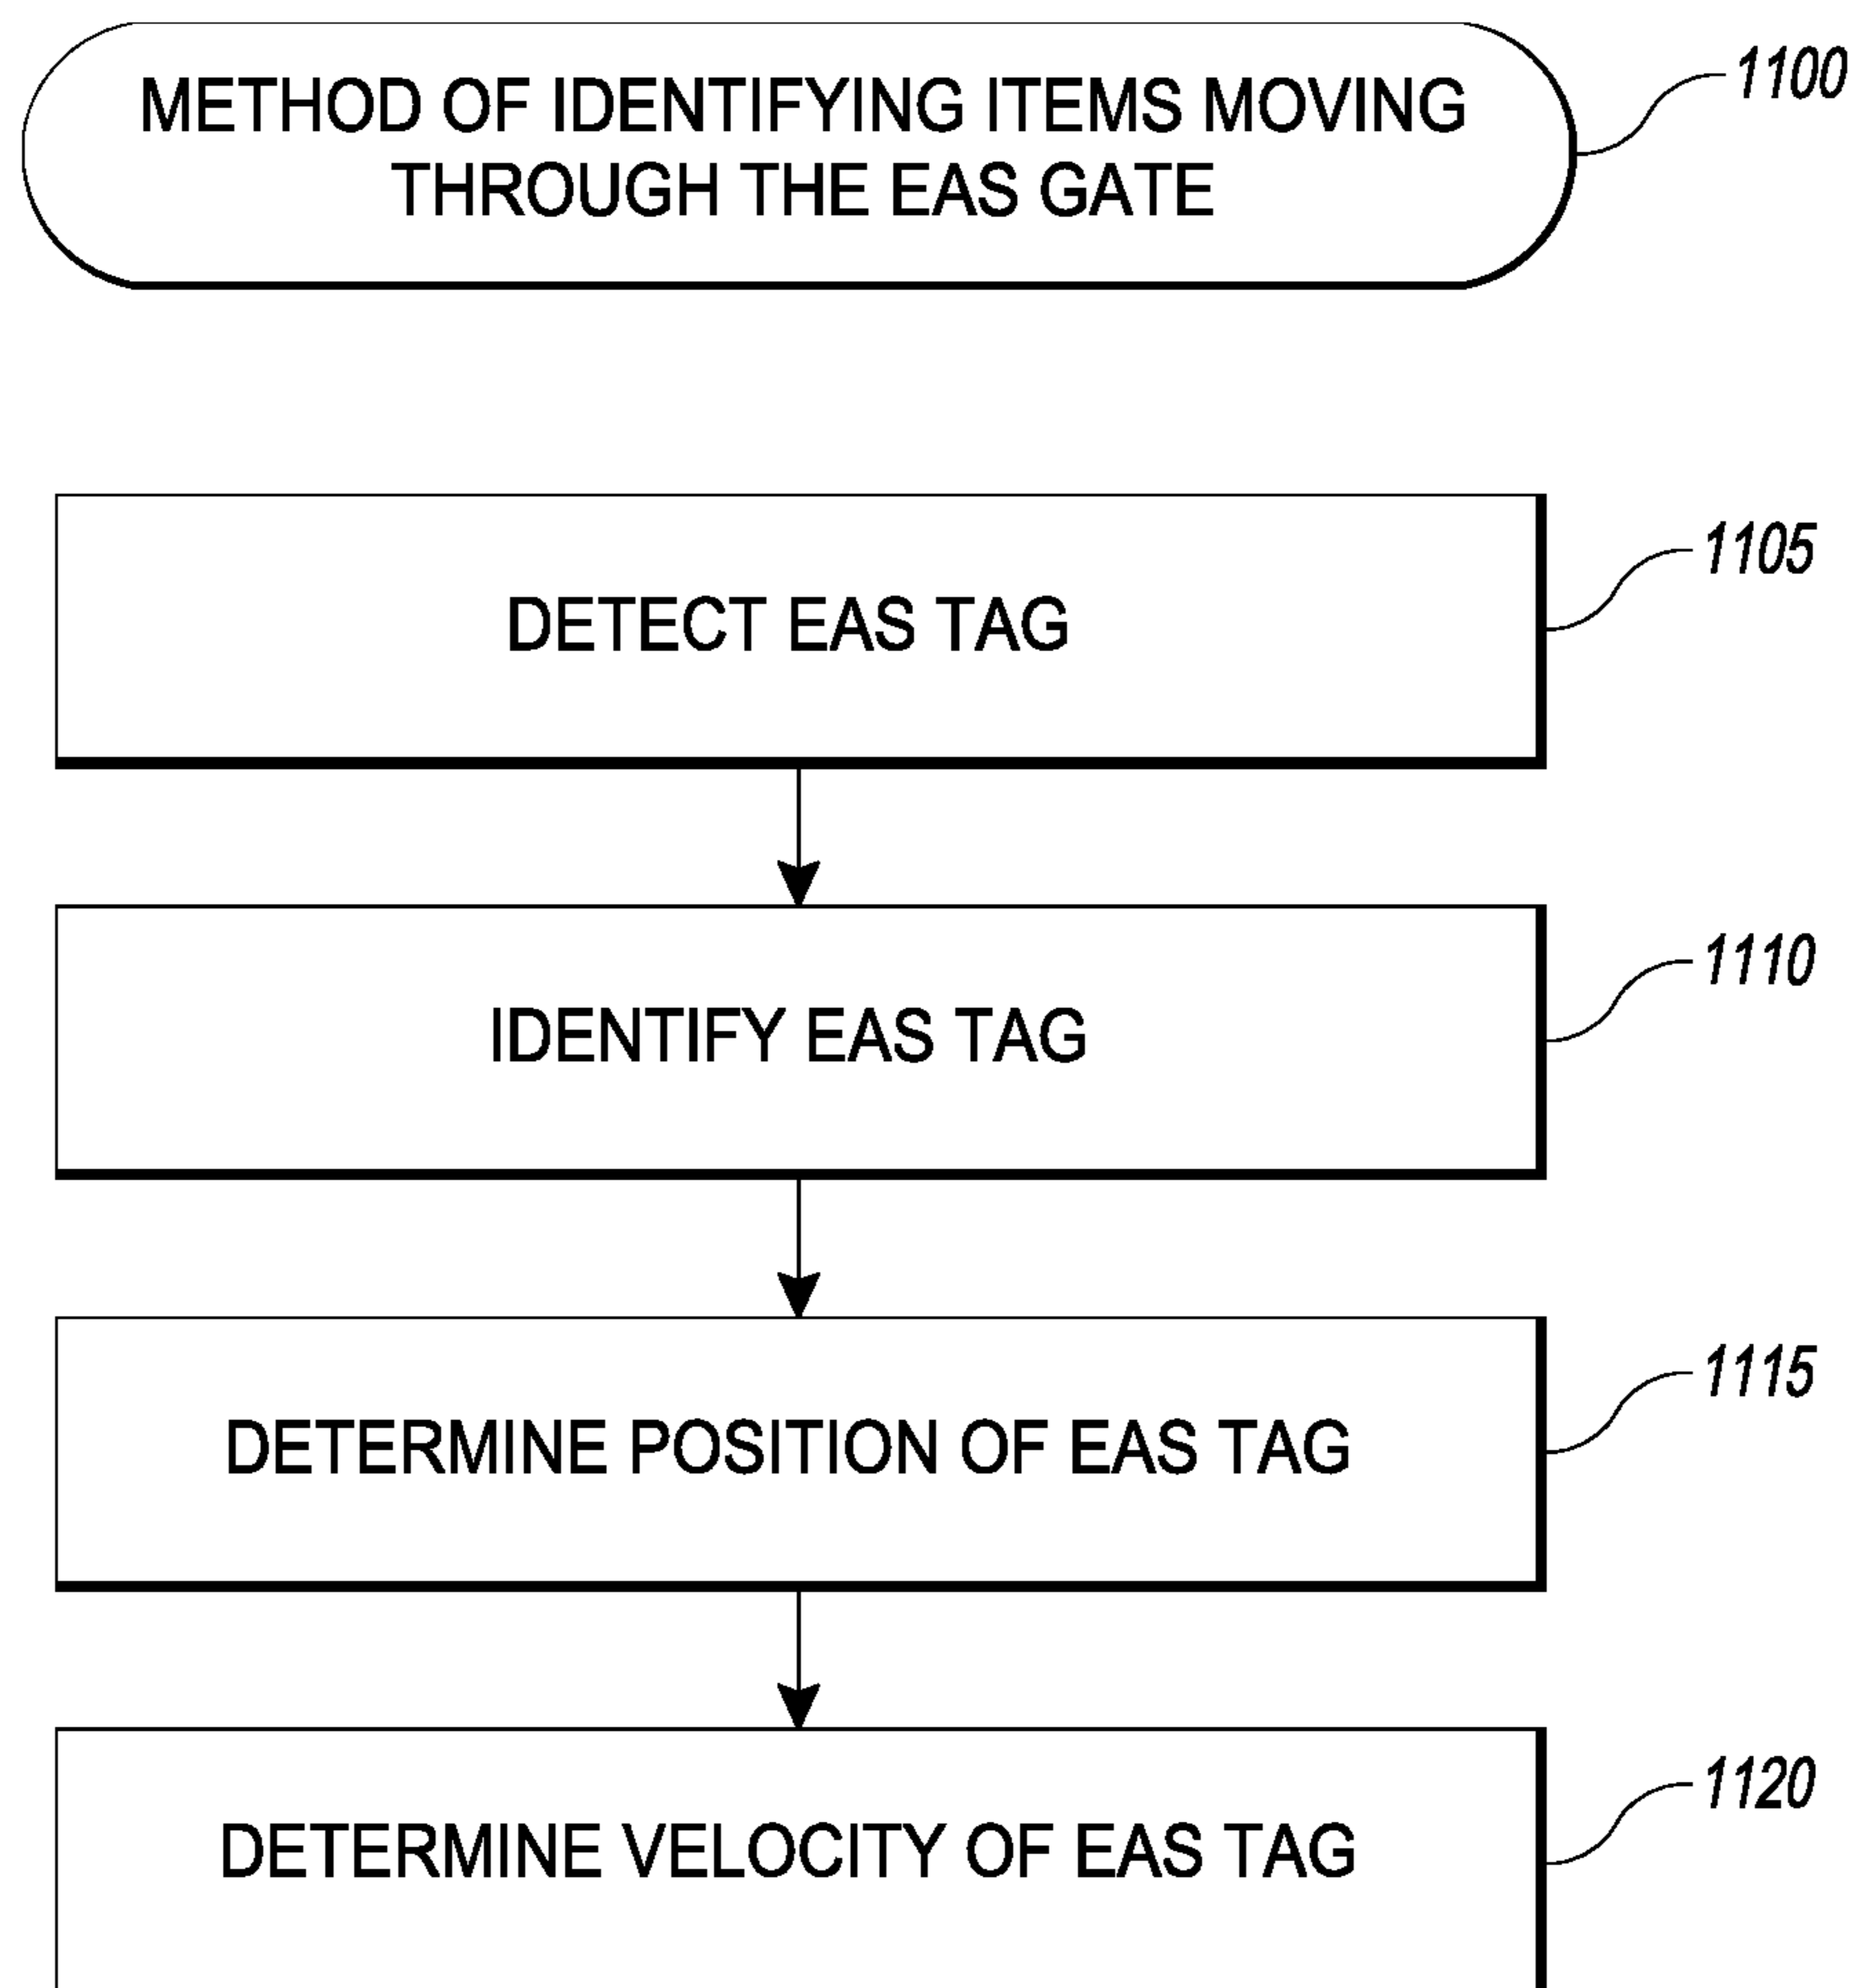 METHOD OF IDENTIFYING ITEMS MOVING
THROUGH THE EAS GATE
1100
DETECT EAS TAG
1105
IDENTIFY EAS TAG
1110
DETERMINE POSITION OF EAS TAG
1115
DETERMINE VELOCITY OF EAS TAG
1120